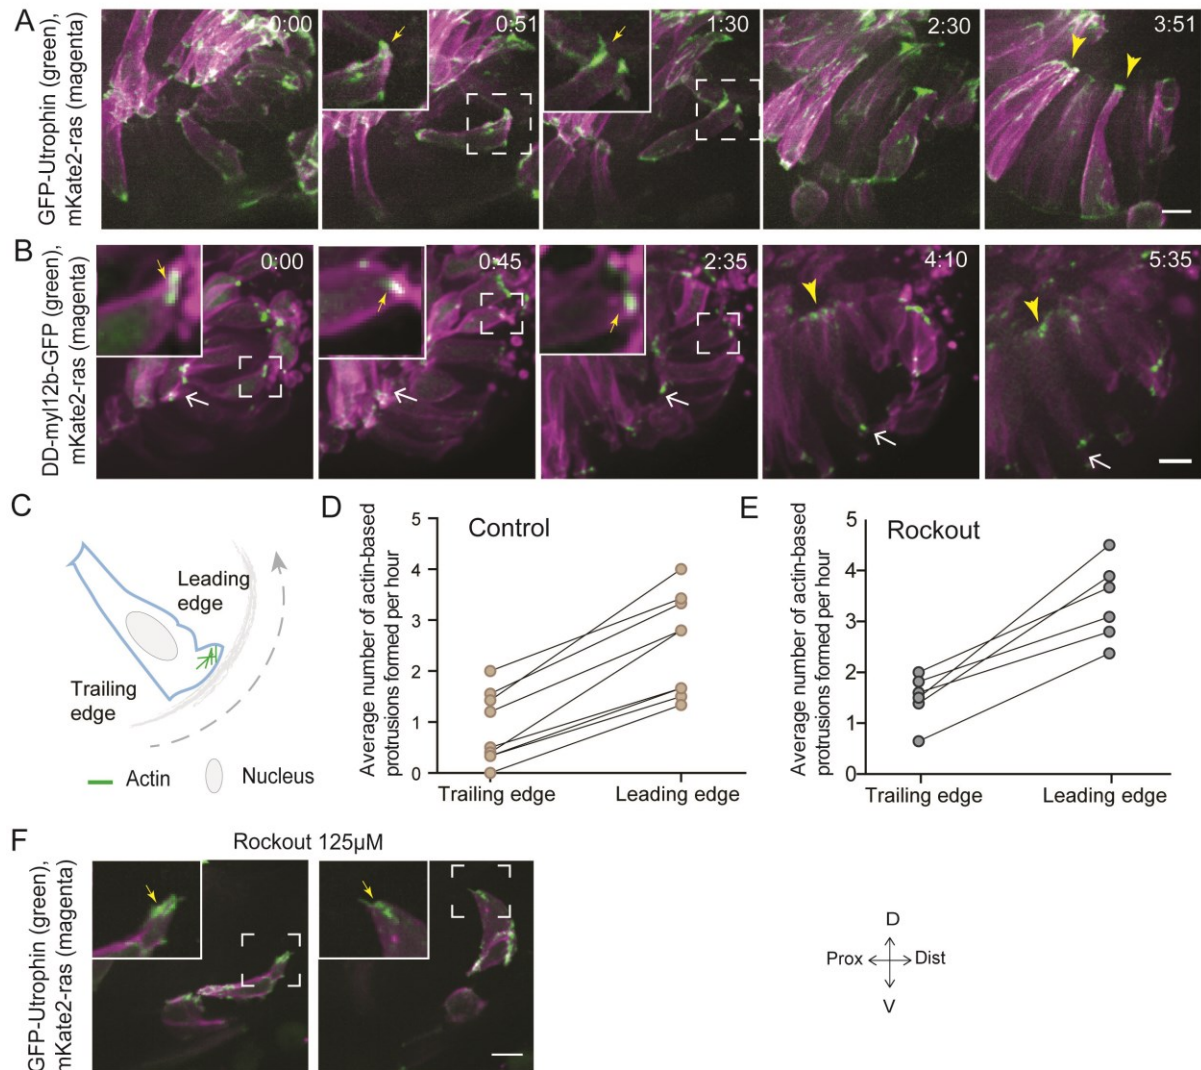 A
GFP-Utrophin (green),
mKate2-ras (magenta)
0:00
0:51
1:30
2:30
3:51
B
DD-myl12b-GFP (green),
mKate2-ras (magenta)
0:00
0:45
2:35
4:10
5:35
C
Leading
edge
Trailing
edge
Actin
Nucleus
D
Control
Average number of actin-based
protrusions formed per hour
5
4
3
2
1
0
Trailing edge
Leading edge
E
Rockout
Average number of actin-based
protrusions formed per hour
5
4
3
2
1
0
Trailing edge
Leading edge
F
Rockout 125µM
GFP-Utrophin (green),
mKate2-ras (magenta)
D
Prox
Dist
V